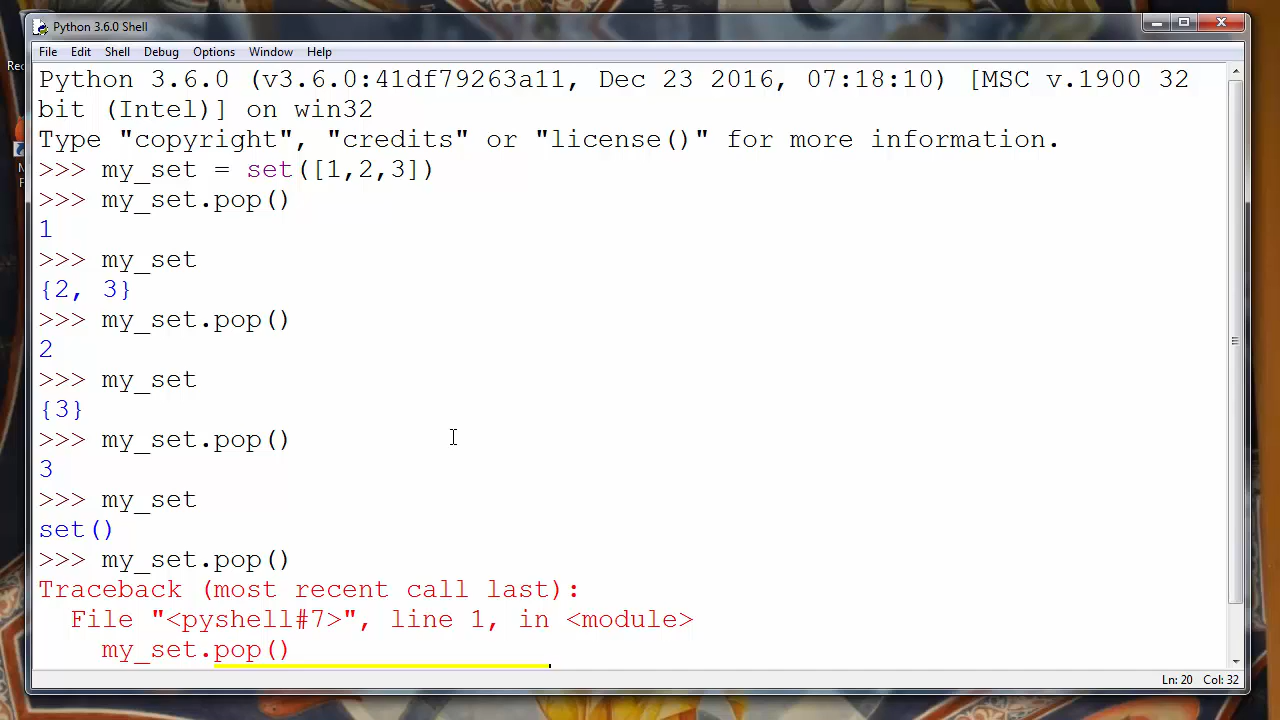 Python 3.6.0 Shell
File Edit Shell Debug Options Window Help
Python 3.6.0 (v3.6.0:41df79263a11, Dec 23 2016, 07:18:10) [MSC v.1900 32
bit (Intel)] on win32
Type "copyright", "credits" or "license()" for more information.
>>> my_set = set([1,2,3])
>>> my_set.pop()
1
>>> my_set
{2, 3}
>>> my_set.pop()
2
>>> my_set
{3}
>>> my_set.pop()
3
>>> my_set
set()
>>> my_set.pop()
Traceback (most recent call last):
  File "<pyshell#7>", line 1, in <module>
    my_set.pop()
Ln: 20 Col: 32